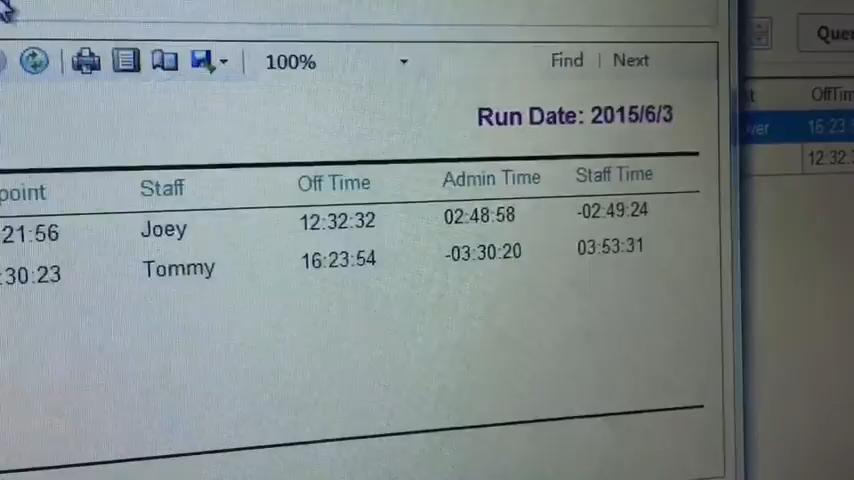 100% Find | Next
Run Date: 2015/6/3
point Staff Off Time Admin Time Staff Time
21:56 Joey 12:32:32 02:48:58 -02:49:24
:30:23 Tommy 16:23:54 -03:30:20 03:53:31
Quer
OffTim
ver 16:23:
12:32: